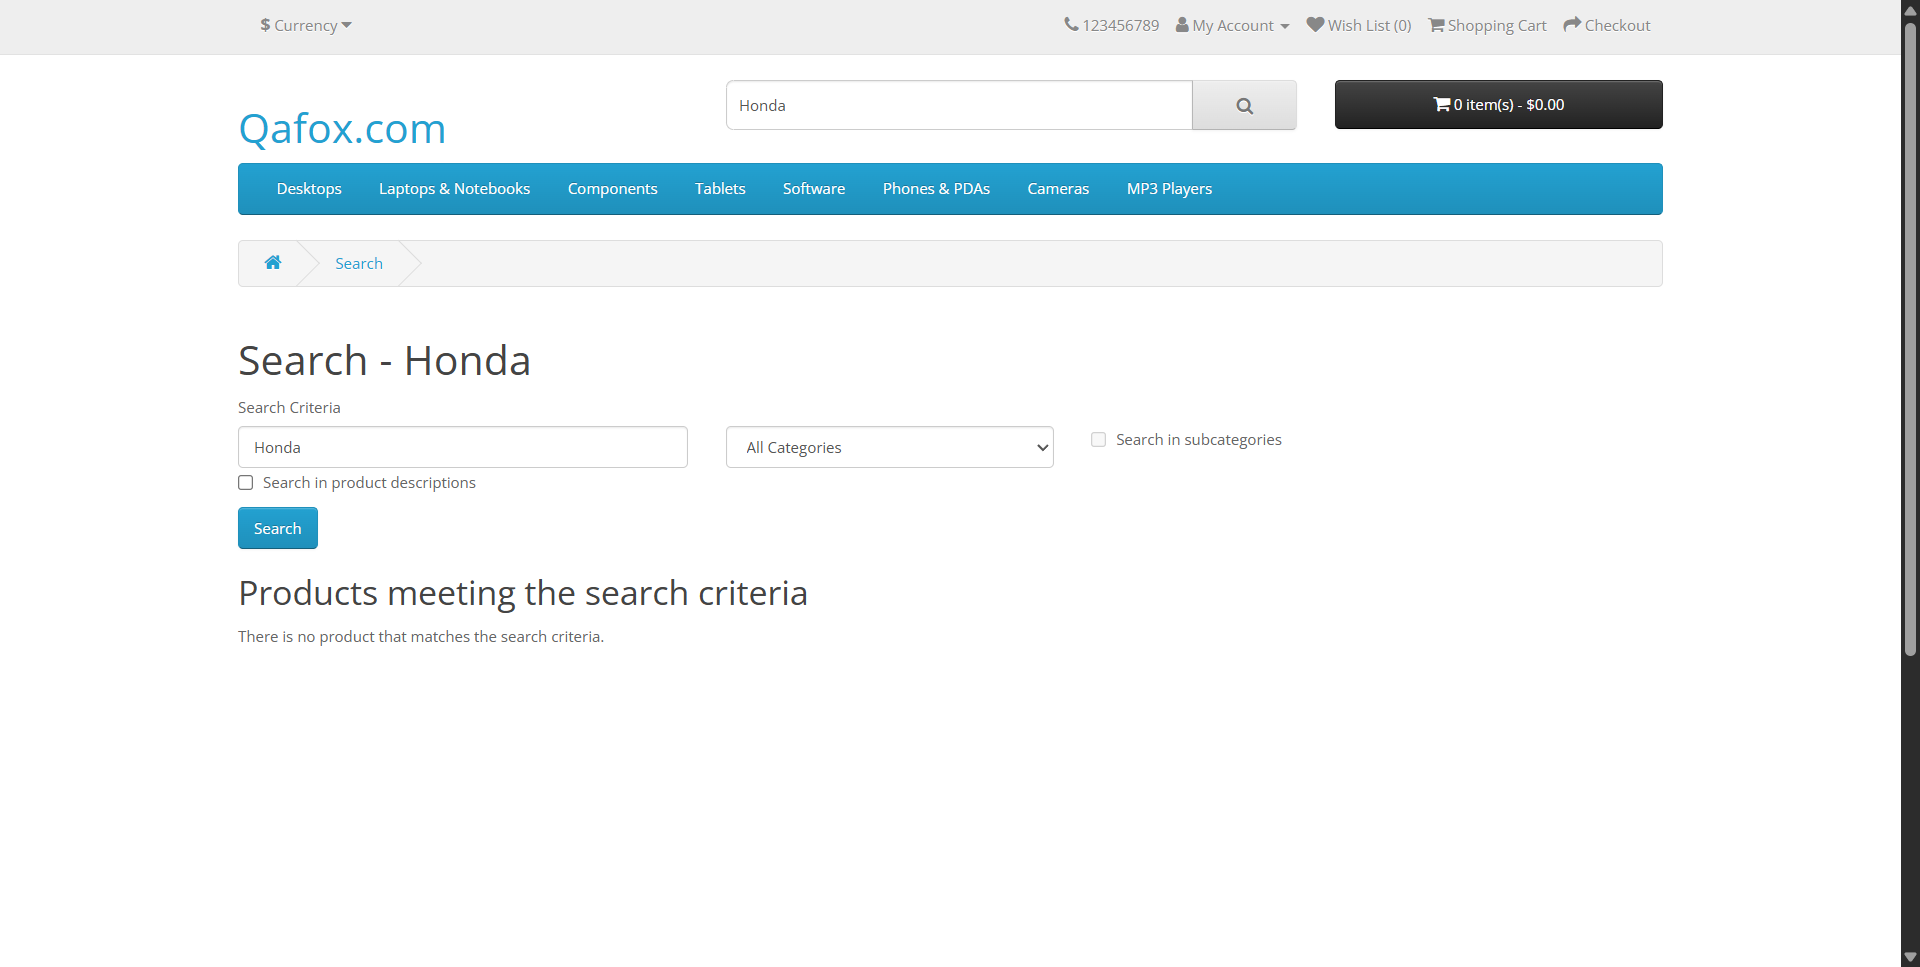 $ Currency
123456789 My Account Wish List (0) Shopping Cart Checkout
Qafox.com
Honda
0 item(s) - $0.00
Desktops Laptops & Notebooks Components Tablets Software Phones & PDAs Cameras MP3 Players
Search
Search - Honda
Search Criteria
Honda
All Categories
Search in subcategories
Search in product descriptions
Search
Products meeting the search criteria
There is no product that matches the search criteria.